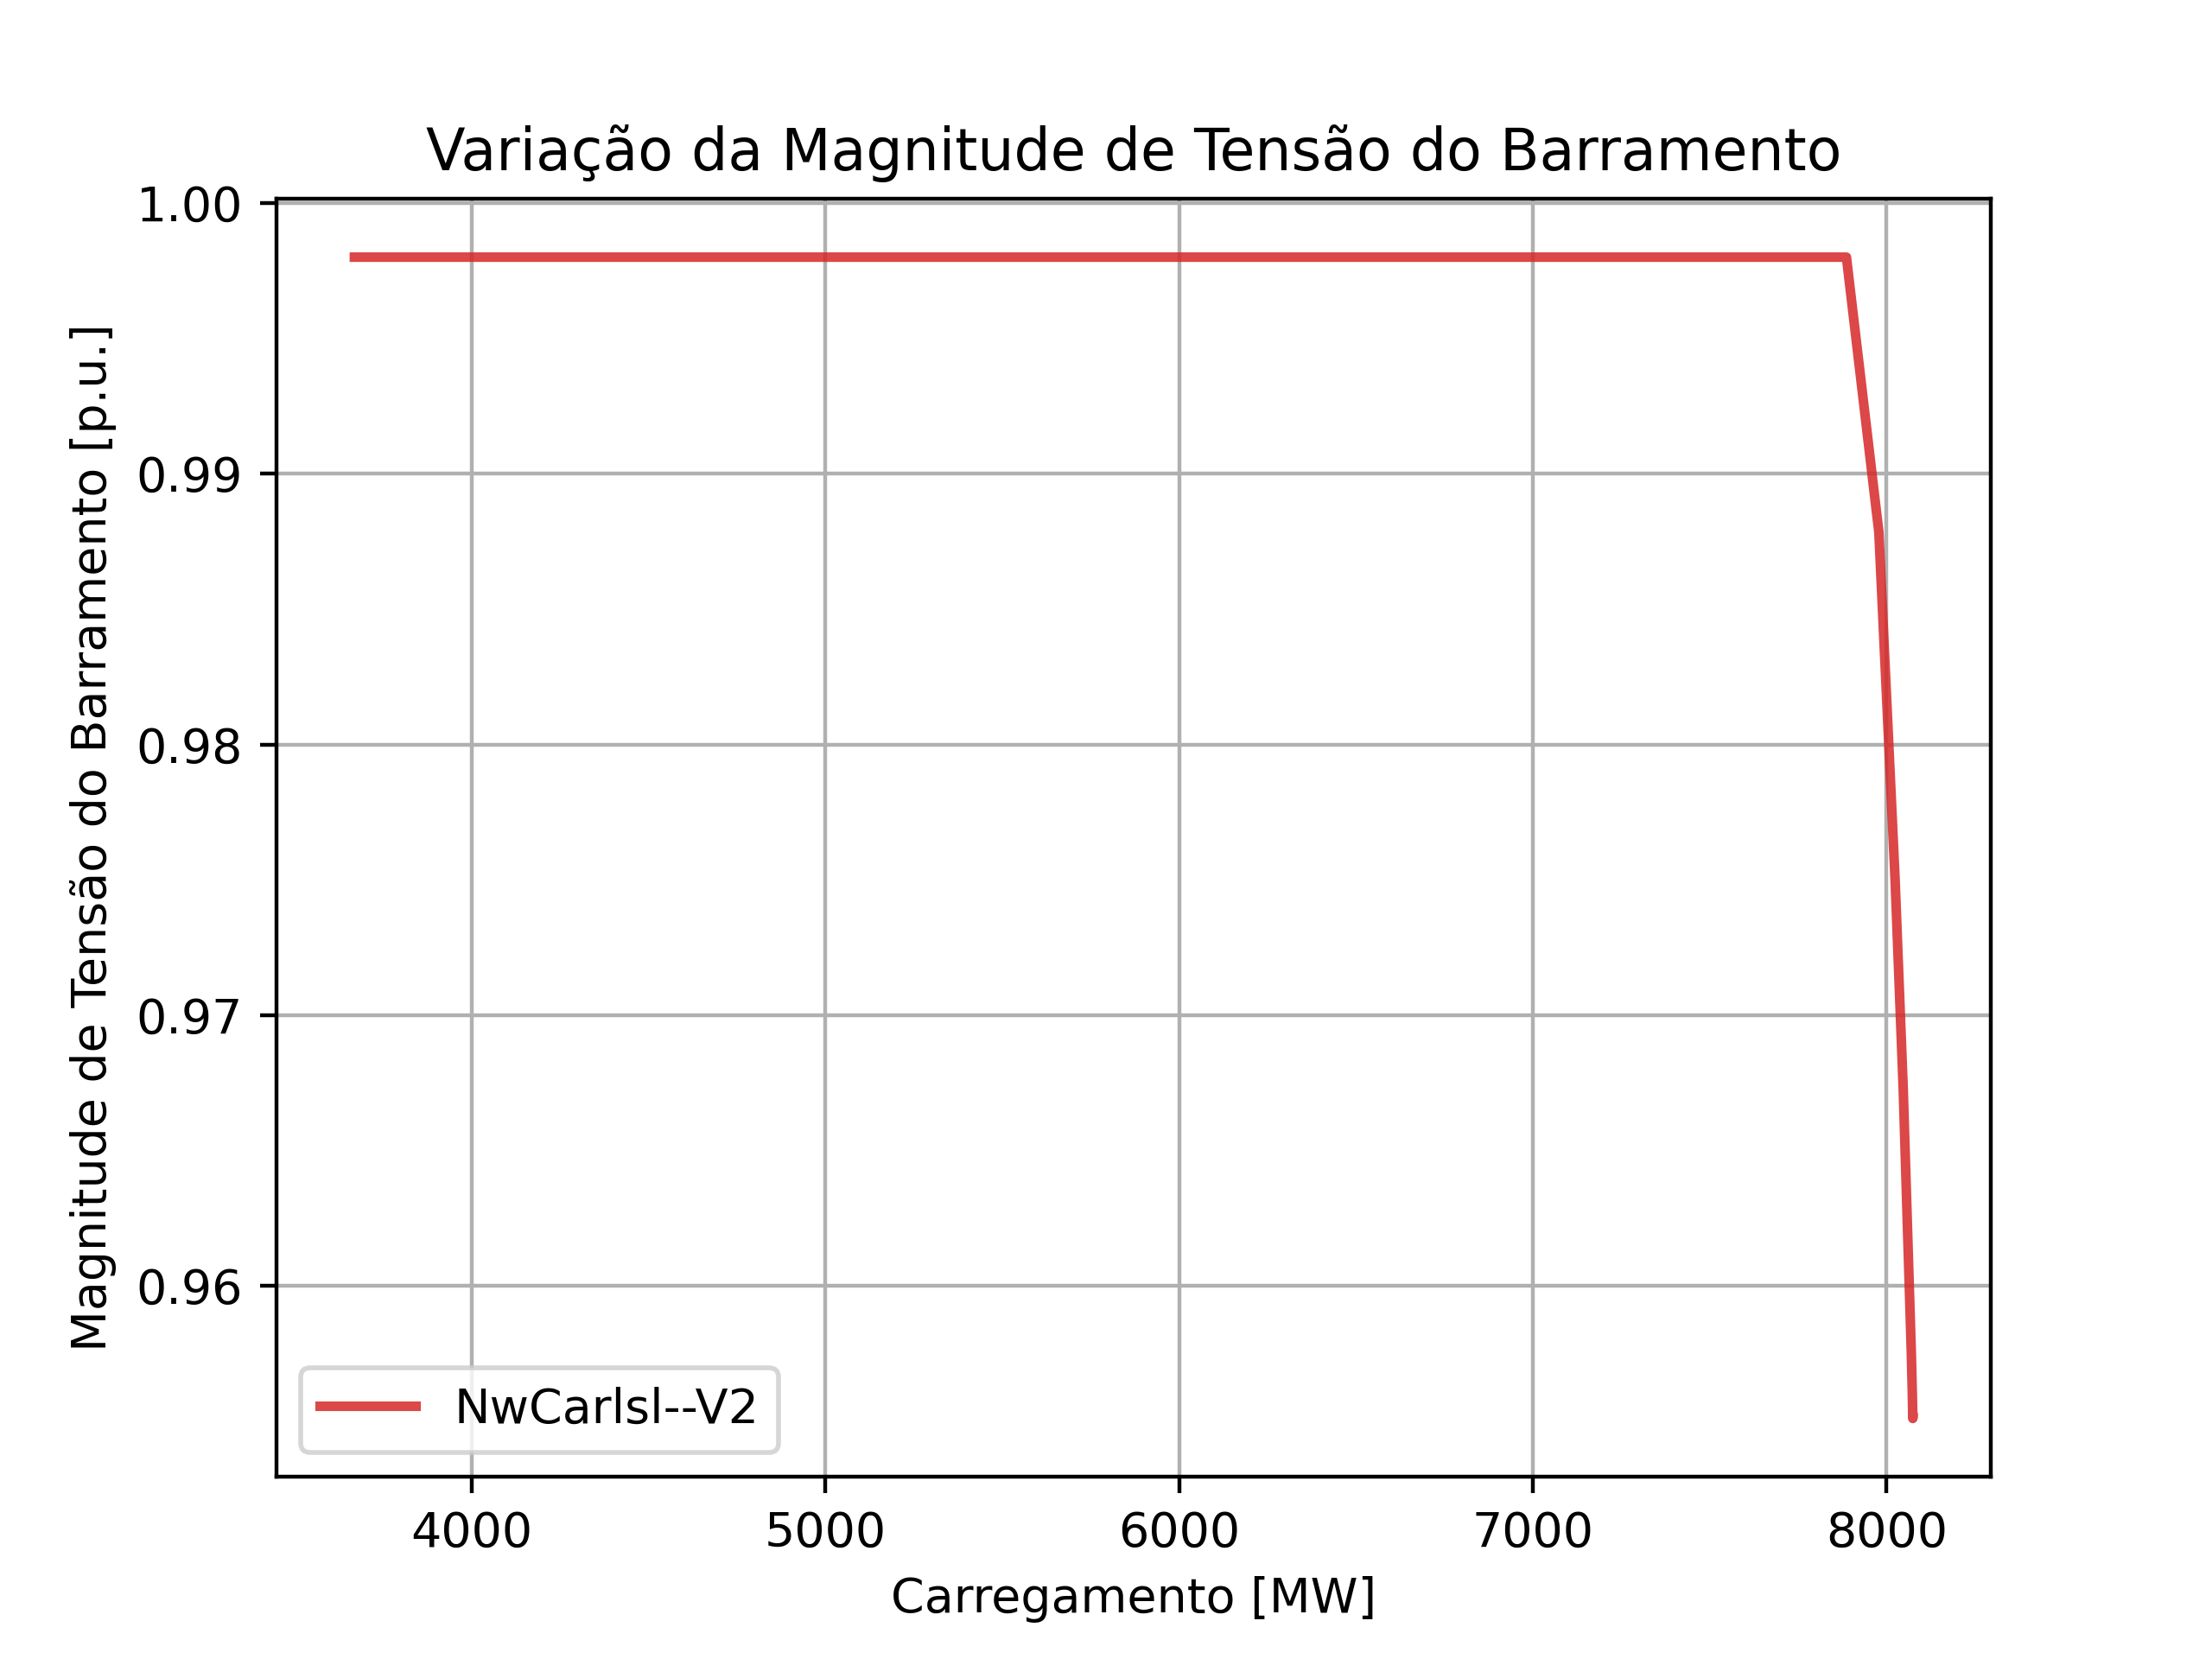 Variação da Magnitude de Tensão do Barramento
Magnitude de Tensão do Barramento [p.u.]
1.00
0.99
0.98
0.97
0.96
NwCarlsl--V2
4000 5000 6000 7000 8000
Carregamento [MW]